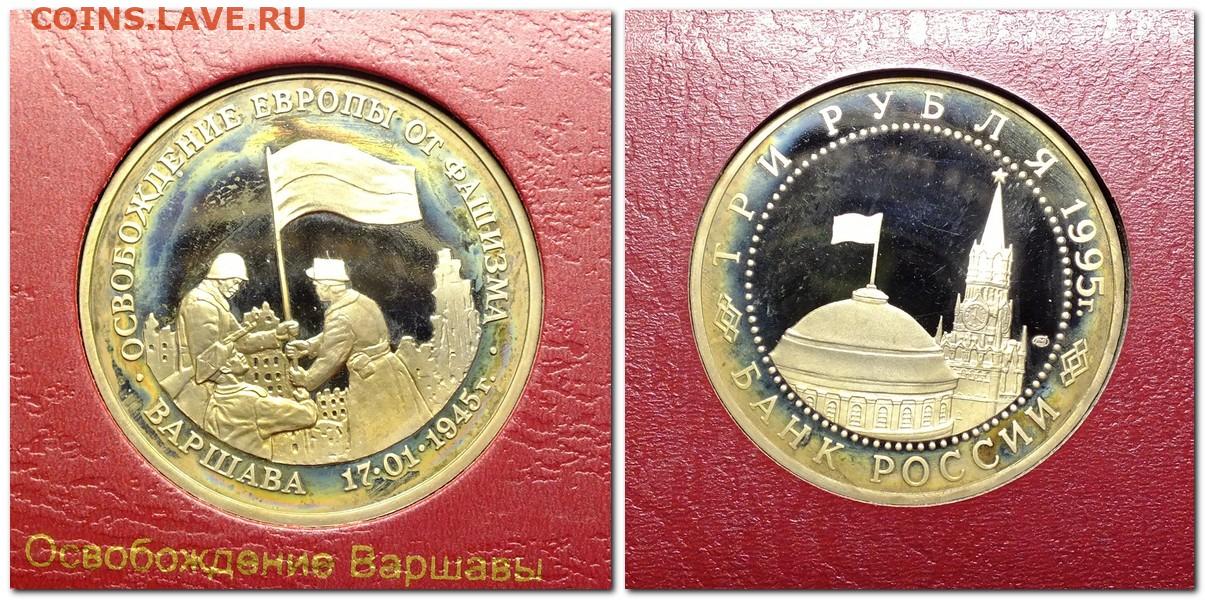 COINS.LAVE.RU
ОСВОБОЖДЕНИЕ ЕВРОПЫ ОТ ФАШИЗМА
ВАРШАВА 17·01·1945г.
Освобождение Варшавы
ТРИ РУБЛЯ 1995г.
БАНК РОССИИ